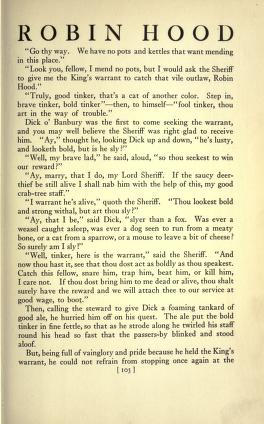 ROBIN HOOD
"Go thy way. We have no pots and kettles that want mending
in this place."
"Look you, fellow, I mend no pots, but I would ask the Sheriff
to give me the King's warrant to catch that vile outlaw, Robin
Hood."
"Truly, good tinker, that's a cat of another color. Step in,
brave tinker, bold tinker"—then, to himself—"fool tinker, thou
art in the way of trouble."
Dick o' Banbury was the first to come seeking the warrant,
and you may well believe the Sheriff was right glad to receive
him. "Ay," thought he, looking Dick up and down, "he's lusty,
and looketh bold, but is he sly?"
"Well, my brave lad," he said, aloud, "so thou seekest to win
our reward?"
"Ay, marry, that I do, my Lord Sheriff. If the saucy deer-
thief be still alive I shall nab him with the help of this, my good
crab-tree staff."
"I warrant he's alive," quoth the Sheriff. "Thou lookest bold
and strong withal, but art thou sly?"
"Ay, that I be," said Dick, "slyer than a fox. Was ever a
weasel caught asleep, was ever a dog seen to run from a meaty
bone, or a cat from a sparrow, or a mouse to leave a bit of cheese?
So surely am I sly!"
"Well, tinker, here is the warrant," said the Sheriff. "And
now thou hast it, see that thou dost act as boldly as thou speakest.
Catch this fellow, snare him, trap him, beat him, or kill him,
I care not. If thou dost bring him to me dead or alive, thou shalt
surely have the reward and we will attach thee to our service at
good wage, to boot."
Then, calling the steward to give Dick a foaming tankard of
good ale, he hurried him off on his quest. The ale put the bold
tinker in fine fettle, so that as he strode along he twirled his staff
round his head so fast that the passers-by blinked and stood
aloof.
But, being full of vainglory and pride because he held the King's
warrant, he could not refrain from stopping once again at the
[103]